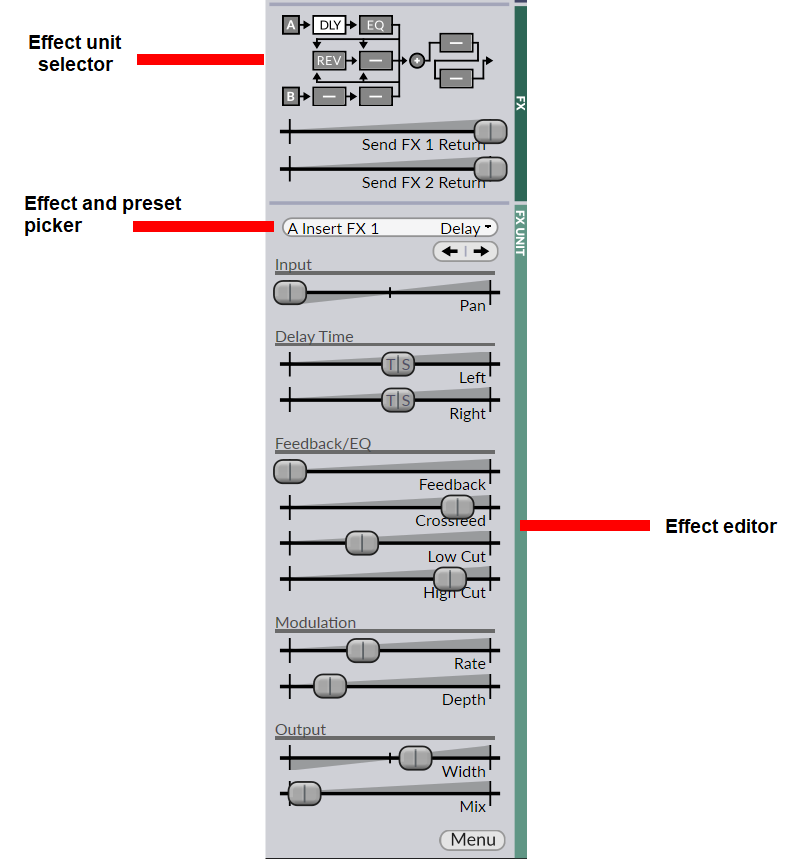 Effect unit
selector
A DLY EQ
REV
B
Send FX 1 Return
Send FX 2 Return
FX
Effect and preset
picker
A Insert FX 1 Delay
FX UNIT
Input
Pan
Delay Time
T S
Left
T S
Right
Feedback/EQ
Feedback
Crossfeed
Low Cut
High Cut
Effect editor
Modulation
Rate
Depth
Output
Width
Mix
Menu